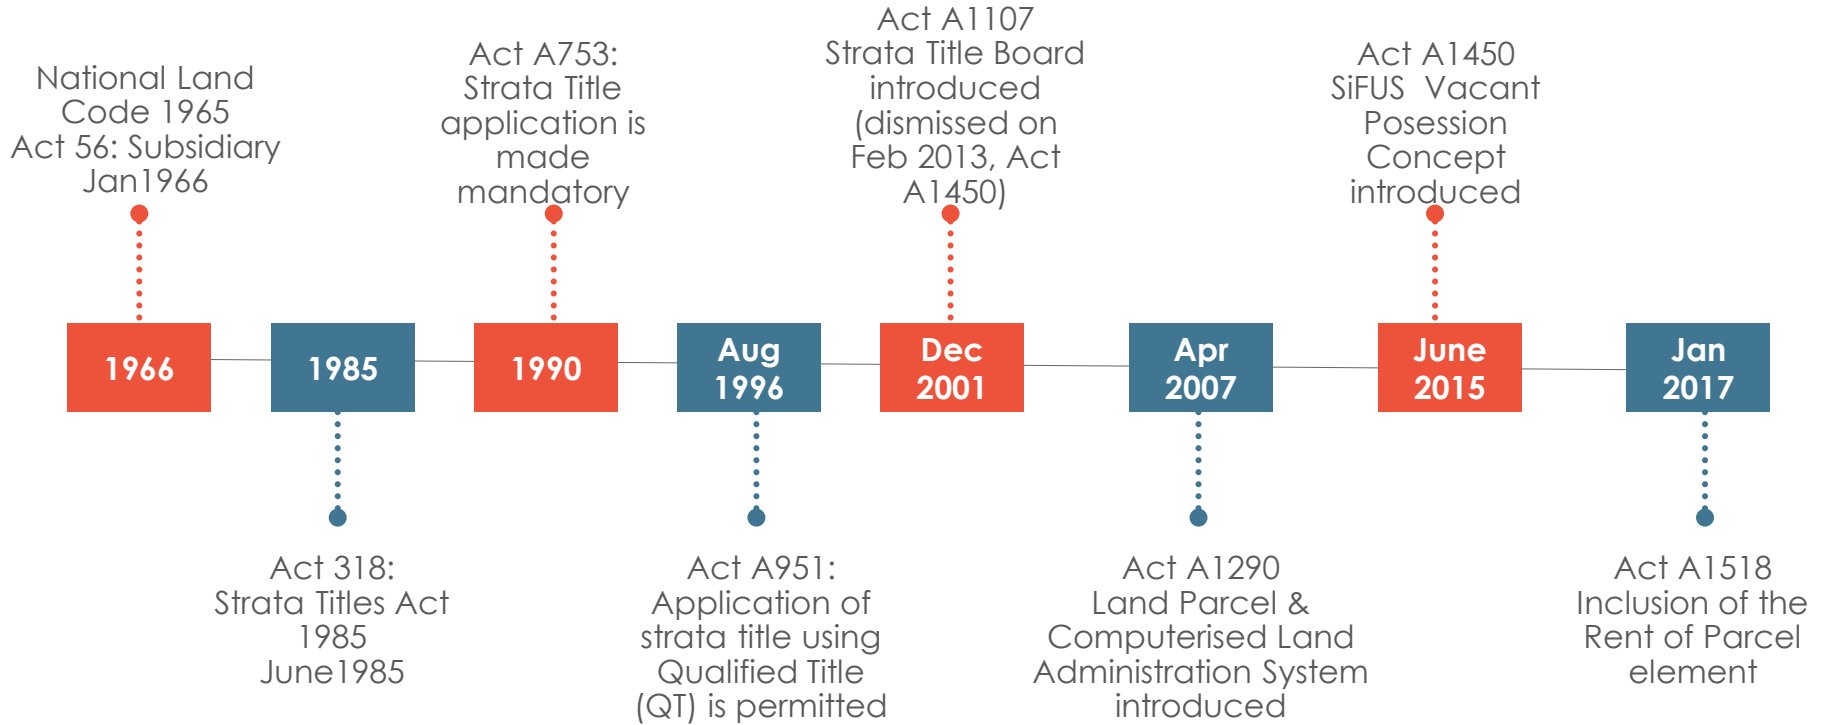 National Land
Code 1965
Act 56: Subsidiary
Jan1966
Act A753:
Strata Title
application is
made
mandatory
Act A1107
Strata Title Board
introduced
(dismissed on
Feb 2013, Act
A1450)
Act A1450
SiFUS  Vacant
Posession
Concept
introduced
1966
1985
1990
Aug
1996
Dec
2001
Apr
2007
June
2015
Jan
2017
Act 318:
Strata Titles Act
1985
June1985
Act A951:
Application of
strata title using
Qualified Title
(QT) is permitted
Act A1290
Land Parcel &
Computerised Land
Administration System
introduced
Act A1518
Inclusion of the
Rent of Parcel
element